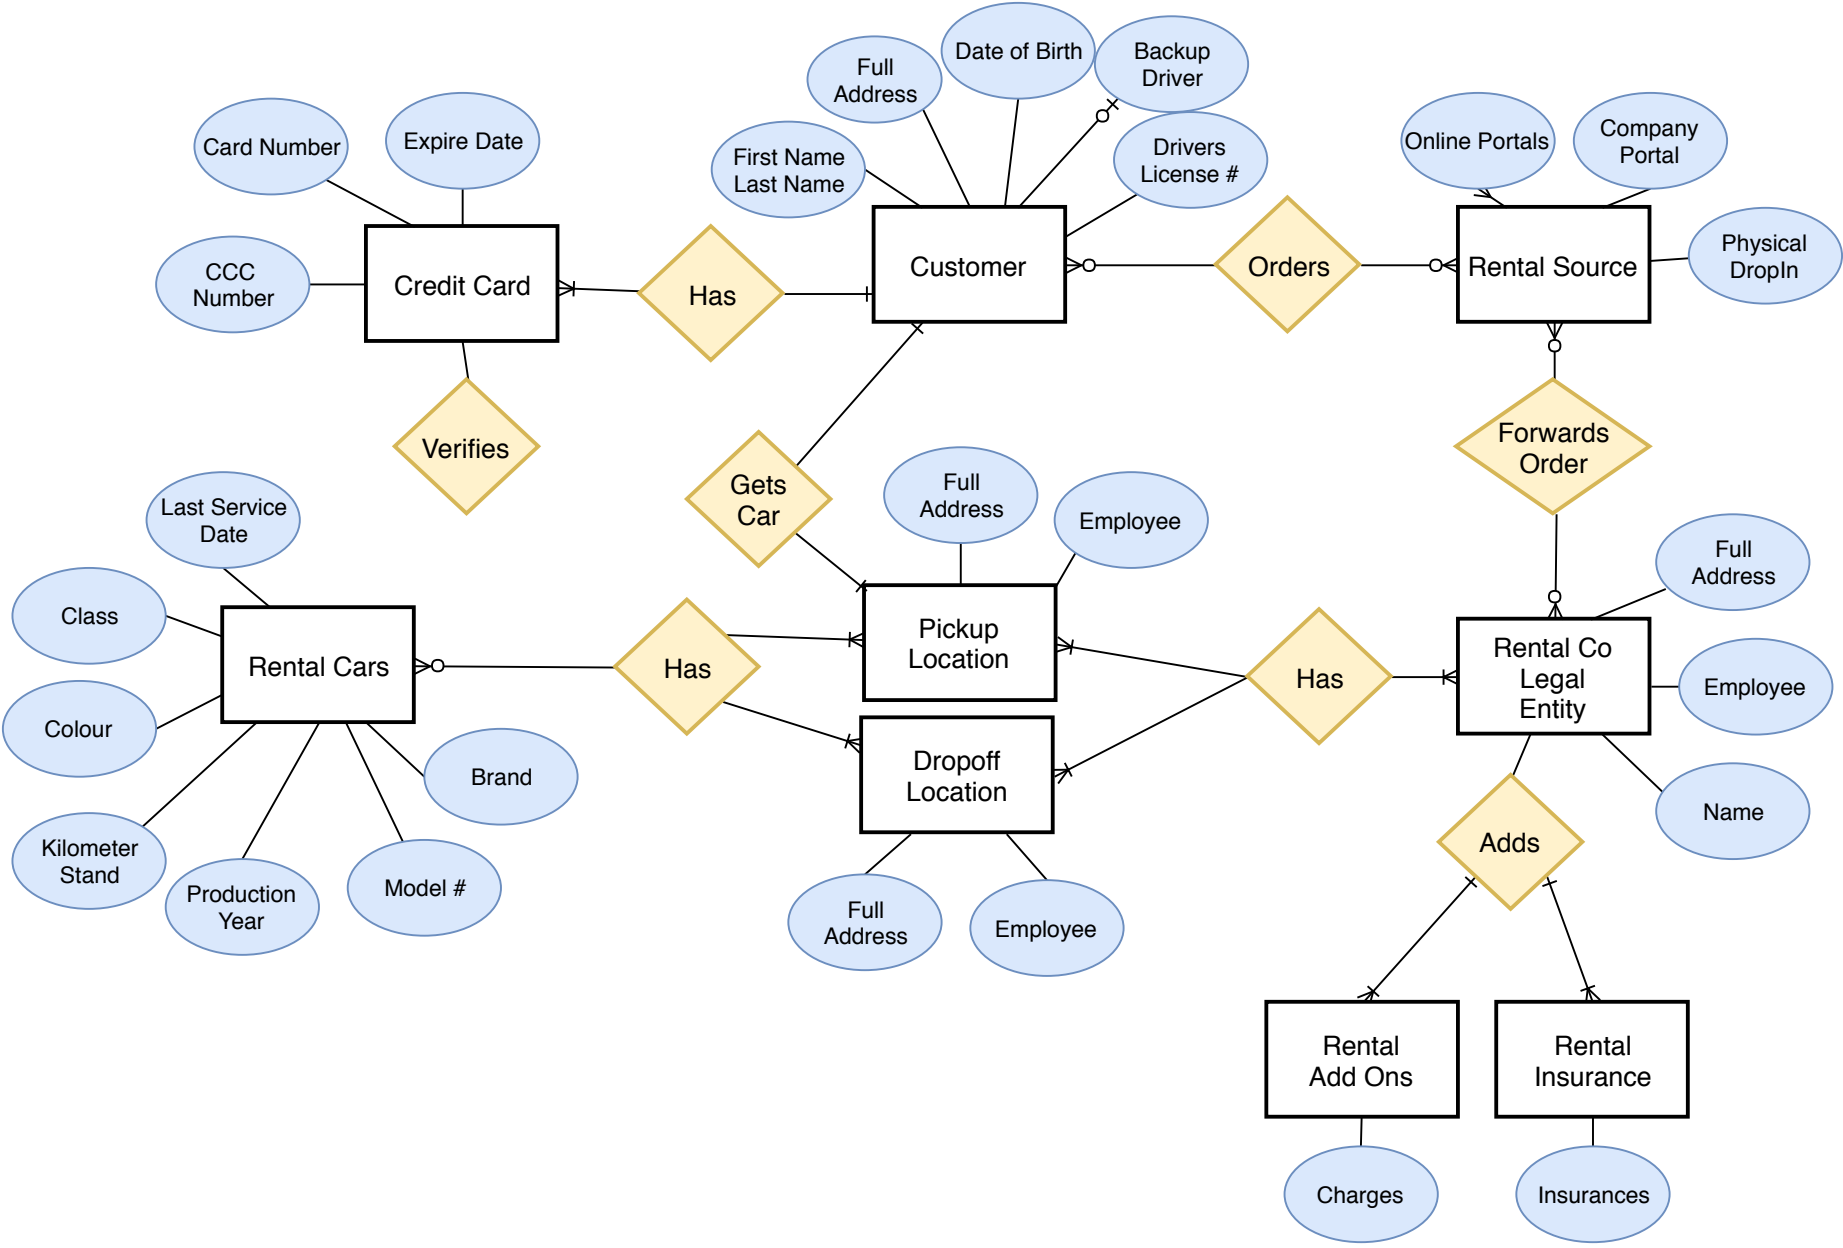 Date of Birth
Backup
Driver
Full
Address
Card Number
Expire Date
First Name
Last Name
Drivers
License #
Online Portals
Company
Portal
CCC
Number
Credit Card
Has
Customer
Orders
Rental Source
Physical
DropIn
Verifies
Gets
Car
Forwards
Order
Full
Address
Employee
Last Service
Date
Full
Address
Class
Rental Cars
Has
Pickup
Location
Has
Rental Co
Legal
Entity
Employee
Colour
Brand
Dropoff
Location
Name
Kilometer
Stand
Production
Year
Model #
Full
Address
Employee
Adds
Rental
Add Ons
Rental
Insurance
Charges
Insurances